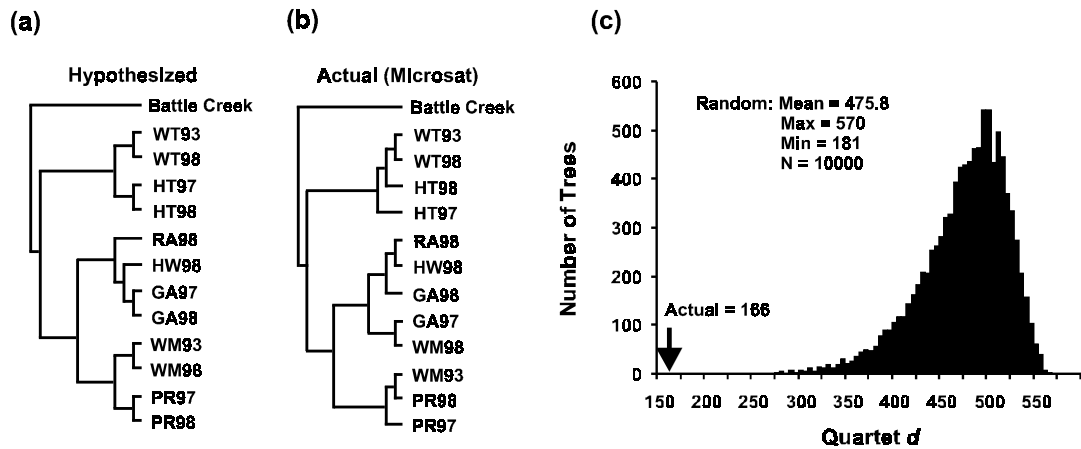 (a)
Hypothesized
Battle Creek
WT93
WT98
HT97
HT98
RA98
HW98
GA97
GA98
WM93
WM98
PR97
PR98
(b)
Actual (Microsat)
Battle Creek
WT93
WT98
HT98
HT97
RA98
HW98
GA98
GA97
WM98
WM93
PR98
PR97
(c)
Number of Trees
600
500
400
300
200
100
0
Random: Mean = 475.8
Max = 570
Min = 181
N = 10000
Actual = 166
150 200 250 300 350 400 450 500 550
Quartet d